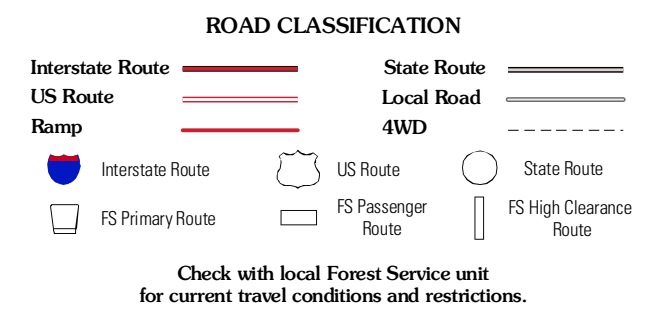 ROAD CLASSIFICATION
Interstate Route
State Route
US Route
Local Road
Ramp
4WD
Interstate Route
US Route
State Route
FS Primary Route
FS Passenger
Route
FS High Clearance
Route
Check with local Forest Service unit
for current travel conditions and restrictions.